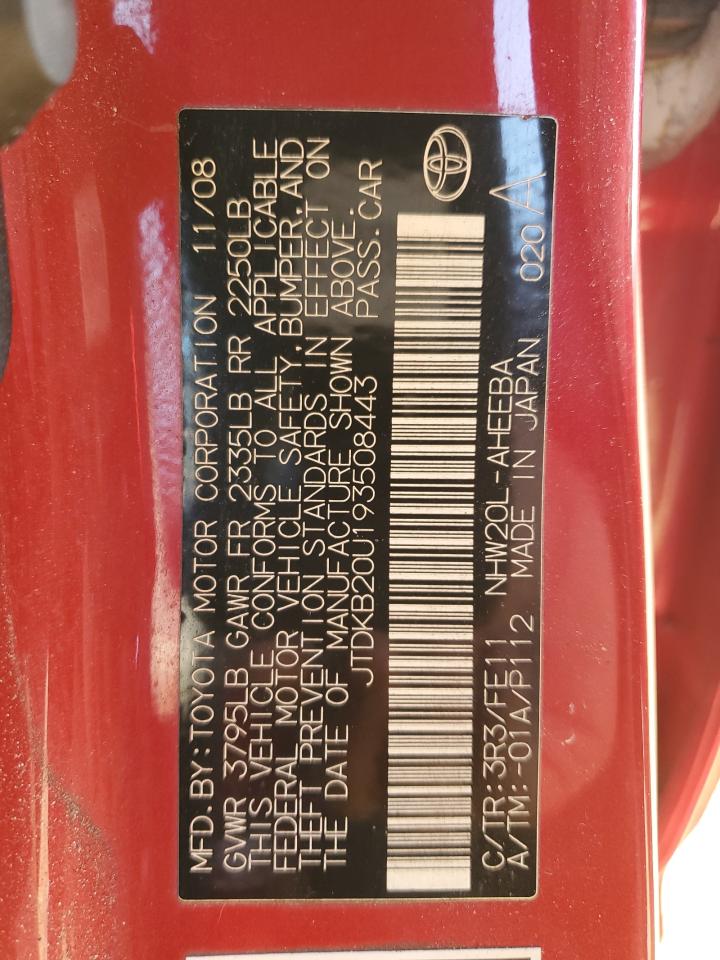 MFD.BY:TOYOTA MOTOR CORPORATION 11/08
GVWR 3795LB GAWR FR 2335LB RR 2250LB
THIS VEHICLE CONFORMS TO ALL APPLICABLE
FEDERAL MOTOR VEHICLE SAFETY,BUMPER,AND
THEFT PREVENTION STANDARDS IN EFFECT ON
THE DATE OF MANUFACTURE SHOWN ABOVE.
JTDKB20U193508443 PASS.CAR
C/TR:3R3/FE11 NHW20L-AHEEBA
A/TM:-01A/P112 MADE IN JAPAN 020 A